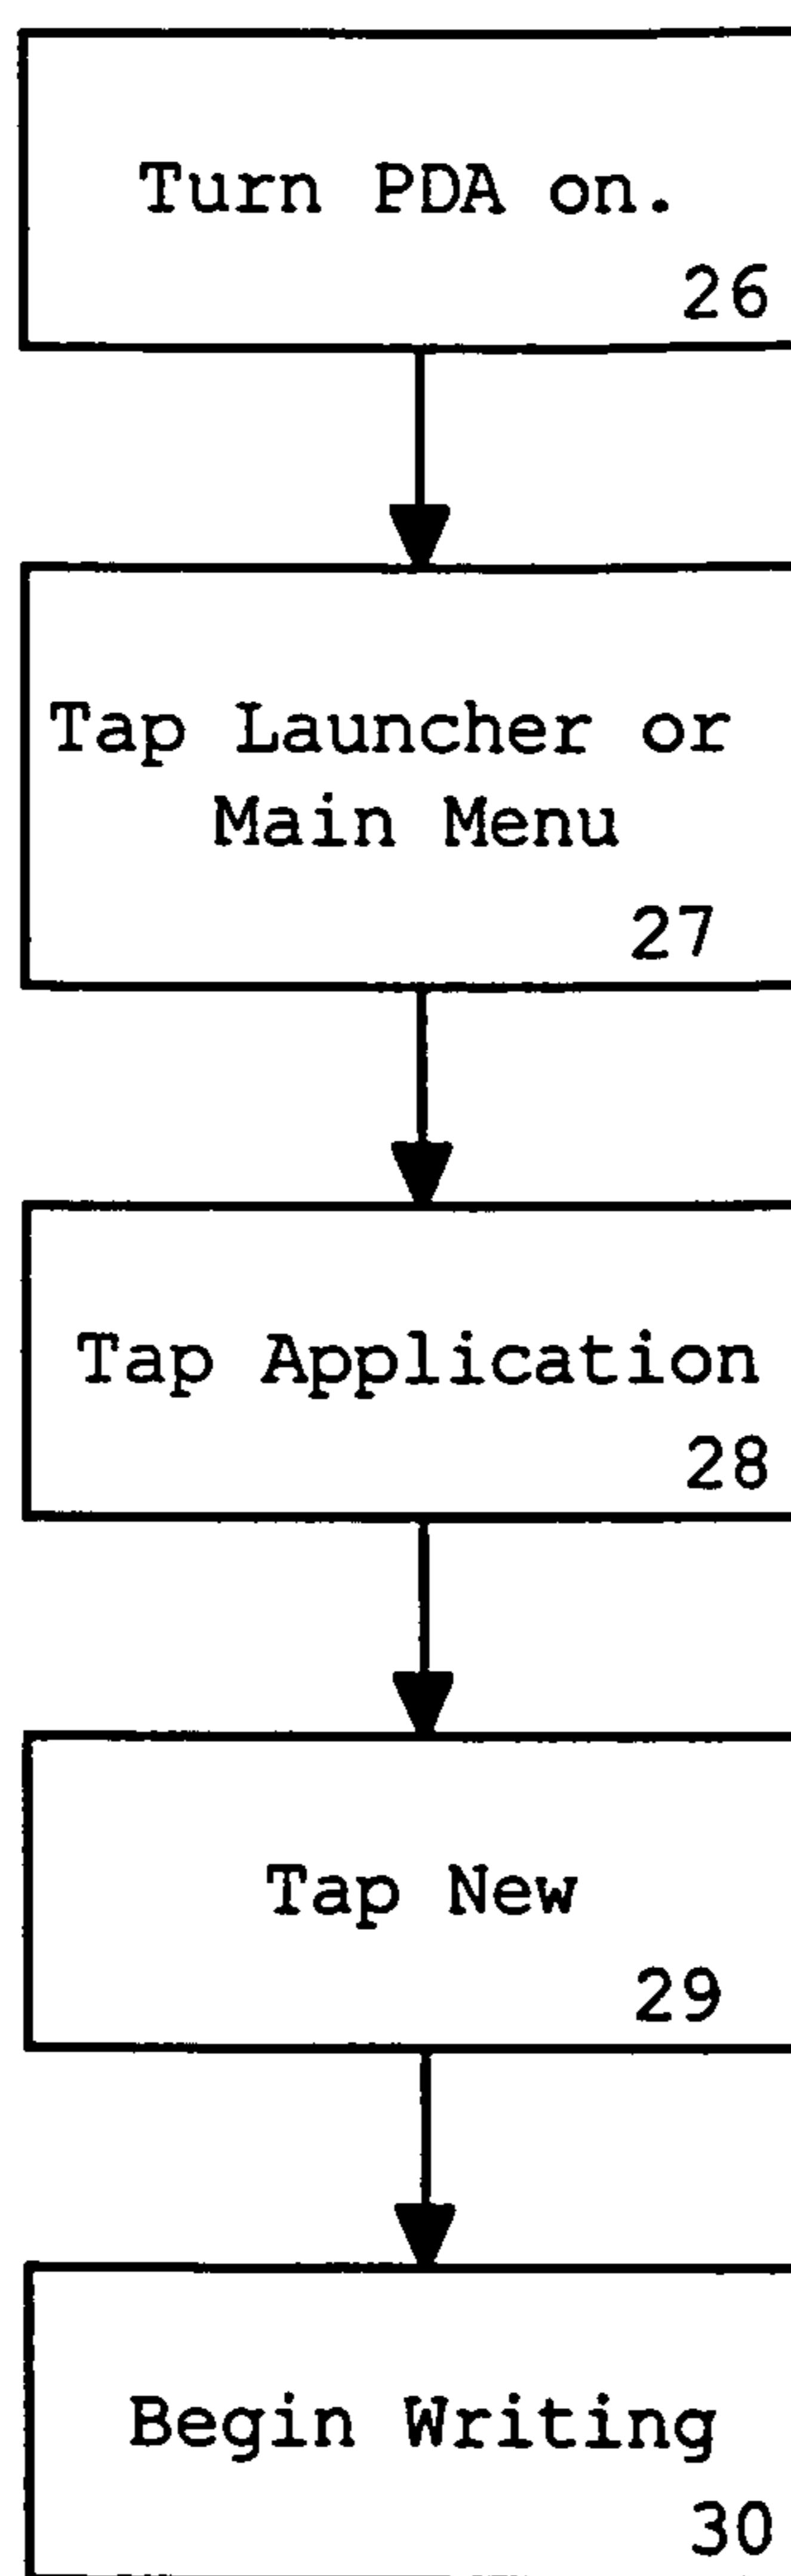 Turn PDA on.
26
Tap Launcher or
Main Menu
27
Tap Application
28
Tap New
29
Begin Writing
30